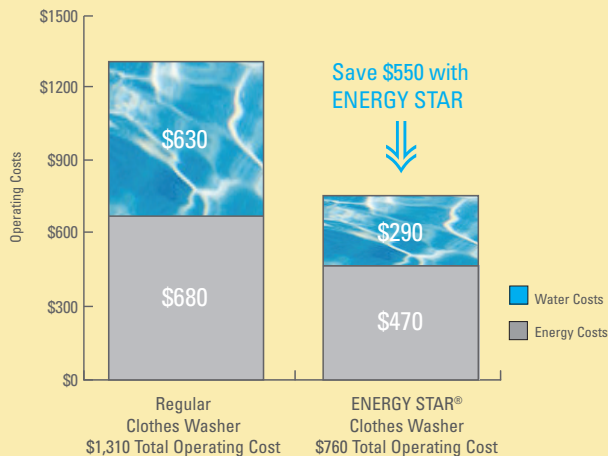 $1500
$1200
$900
$600
$300
$0
Operating Costs
$630
$680
Save $550 with
ENERGY STAR
$290
$470
Water Costs
Energy Costs
Regular
Clothes Washer
$1,310 Total Operating Cost
ENERGY STAR®
Clothes Washer
$760 Total Operating Cost